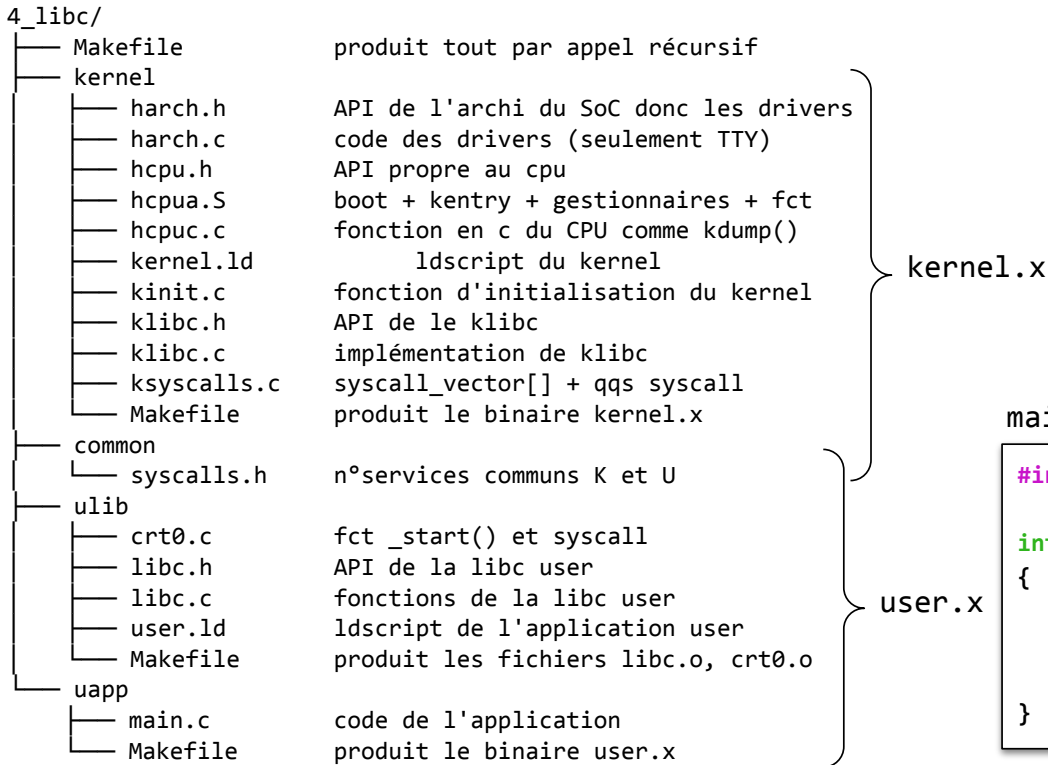 4_libc/
├── Makefile produit tout par appel récursif
├── kernel
│ ├── harch.h API de l'archi du SoC donc les drivers
│ ├── harch.c code des drivers (seulement TTY)
│ ├── hcpu.h API propre au cpu
│ ├── hcpua.S boot + kentry + gestionnaires + fct
│ ├── hcpuc.c fonction en c du CPU comme kdump()
│ ├── kernel.ld ldscript du kernel
│ ├── kinit.c fonction d'initialisation du kernel
│ ├── klibc.h API de le klibc
│ ├── klibc.c implémentation de klibc
│ ├── ksyscalls.c syscall_vector[] + qqs syscall
│ └── Makefile produit le binaire kernel.x
├── common
│ └── syscalls.h n°services communs K et U
├── ulib
│ ├── crt0.c fct _start() et syscall
│ ├── libc.h API de la libc user
│ ├── libc.c fonctions de la libc user
│ ├── user.ld ldscript de l'application user
│ └── Makefile produit les fichiers libc.o, crt0.o
└── uapp
├── main.c code de l'application
└── Makefile produit le binaire user.x
kernel.x
user.x
{
}